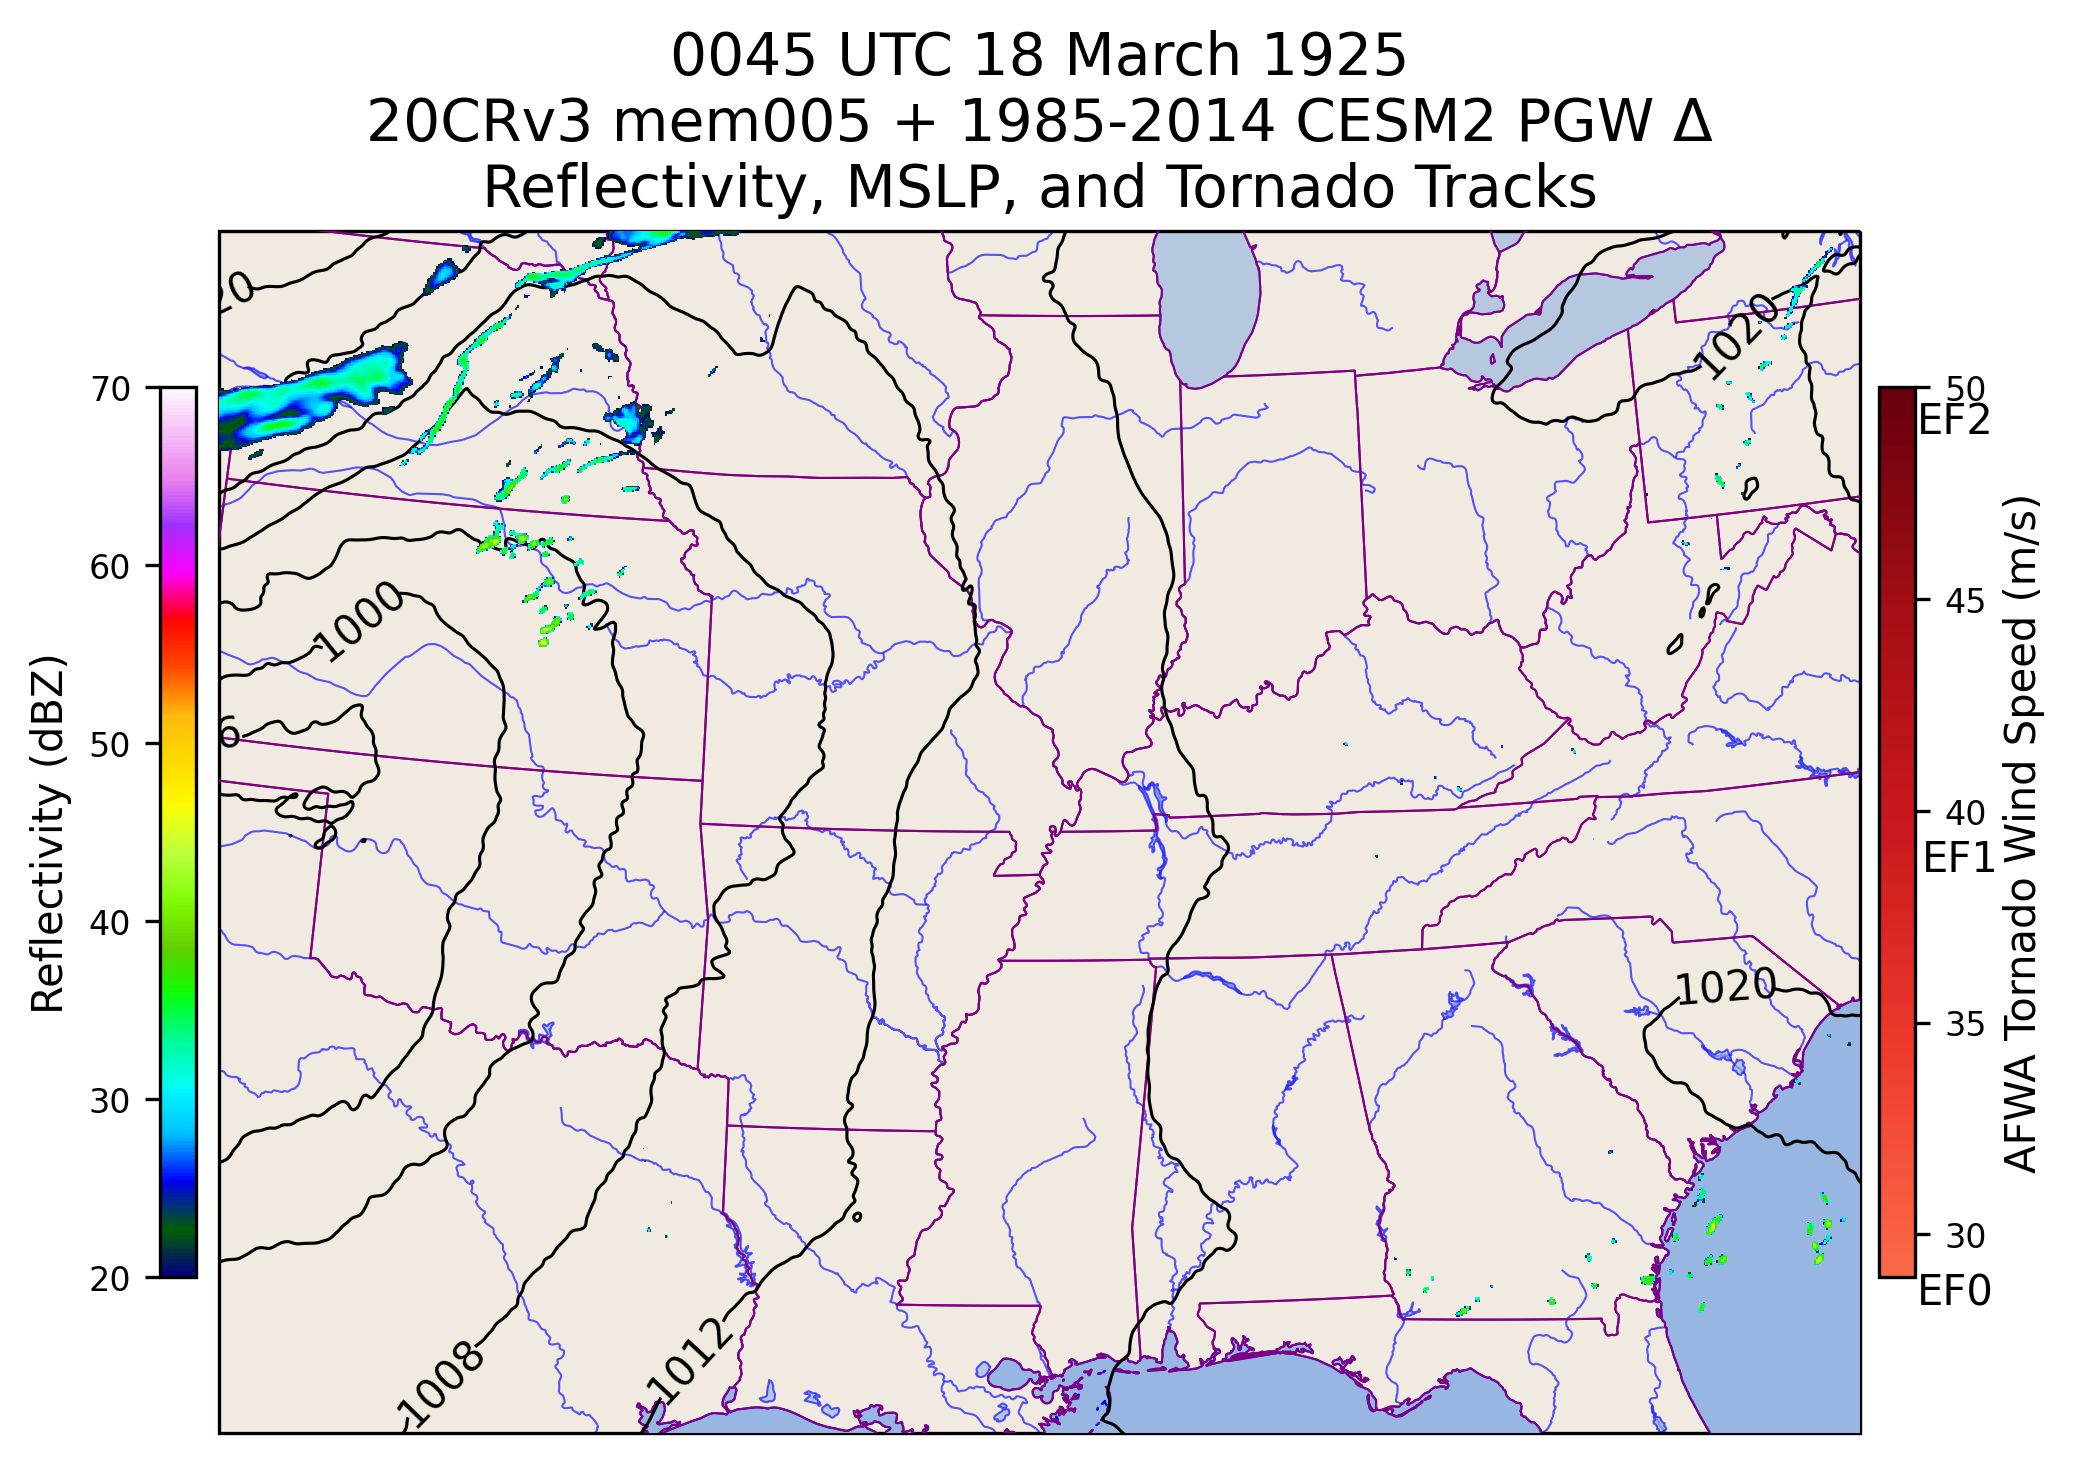 0045 UTC 18 March 1925
20CRv3 mem005 + 1985-2014 CESM2 PGW Δ
Reflectivity, MSLP, and Tornado Tracks
1020
1020
1000
1020
1008
1012
6
Reflectivity (dBZ)
70
60
50
40
30
20
50
EF2
45
40
EF1
35
30
EF0
AFWA Tornado Wind Speed (m/s)